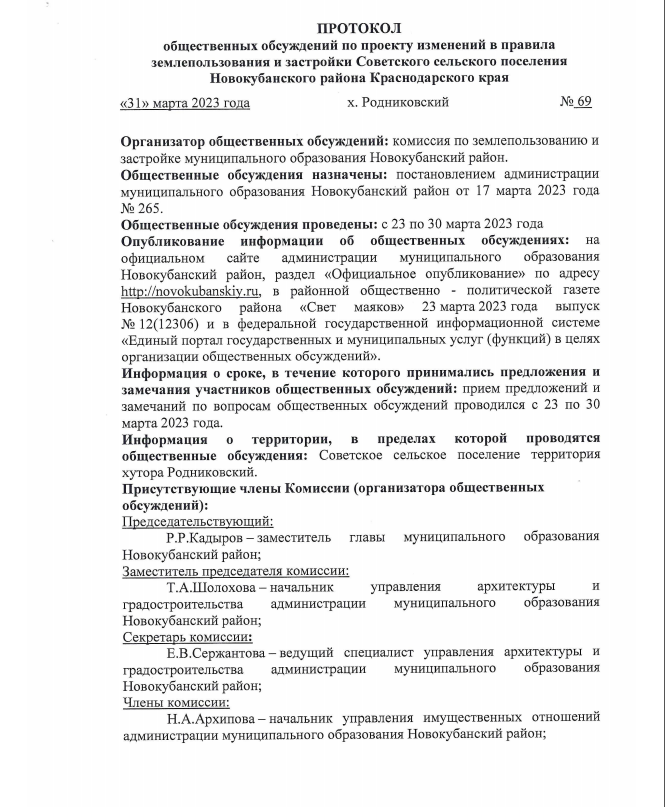 ПРОТОКОЛ
общественных обсуждений по проекту изменений в правила
землепользования и застройки Советского сельского поселения
Новокубанского района Краснодарского края
«31» марта 2023 года х. Родниковский № 69
Организатор общественных обсуждений: комиссия по землепользованию и
застройке муниципального образования Новокубанский район.
Общественные обсуждения назначены: постановлением администрации
муниципального образования Новокубанский район от 17 марта 2023 года
№ 265.
Общественные обсуждения проведены: с 23 по 30 марта 2023 года
Опубликование информации об общественных обсуждениях: на
официальном сайте администрации муниципального образования
Новокубанский район, раздел «Официальное опубликование» по адресу
http://novokubanskiy.ru, в районной общественно - политической газете
Новокубанского района «Свет маяков» 23 марта 2023 года выпуск
№ 12(12306) и в федеральной государственной информационной системе
«Единый портал государственных и муниципальных услуг (функций) в целях
организации общественных обсуждений».
Информация о сроке, в течение которого принимались предложения и
замечания участников общественных обсуждений: прием предложений и
замечаний по вопросам общественных обсуждений проводился с 23 по 30
марта 2023 года.
Информация о территории, в пределах которой проводятся
общественные обсуждения: Советское сельское поселение территория
хутора Родниковский.
Присутствующие члены Комиссии (организатора общественных
обсуждений):
Председательствующий:
Р.Р.Кадыров – заместитель главы муниципального образования
Новокубанский район;
Заместитель председателя комиссии:
Т.А.Шолохова – начальник управления архитектуры и
градостроительства администрации муниципального образования
Новокубанский район;
Секретарь комиссии:
Е.В.Сержантова – ведущий специалист управления архитектуры и
градостроительства администрации муниципального образования
Новокубанский район;
Члены комиссии:
Н.А.Архипова – начальник управления имущественных отношений
администрации муниципального образования Новокубанский район;